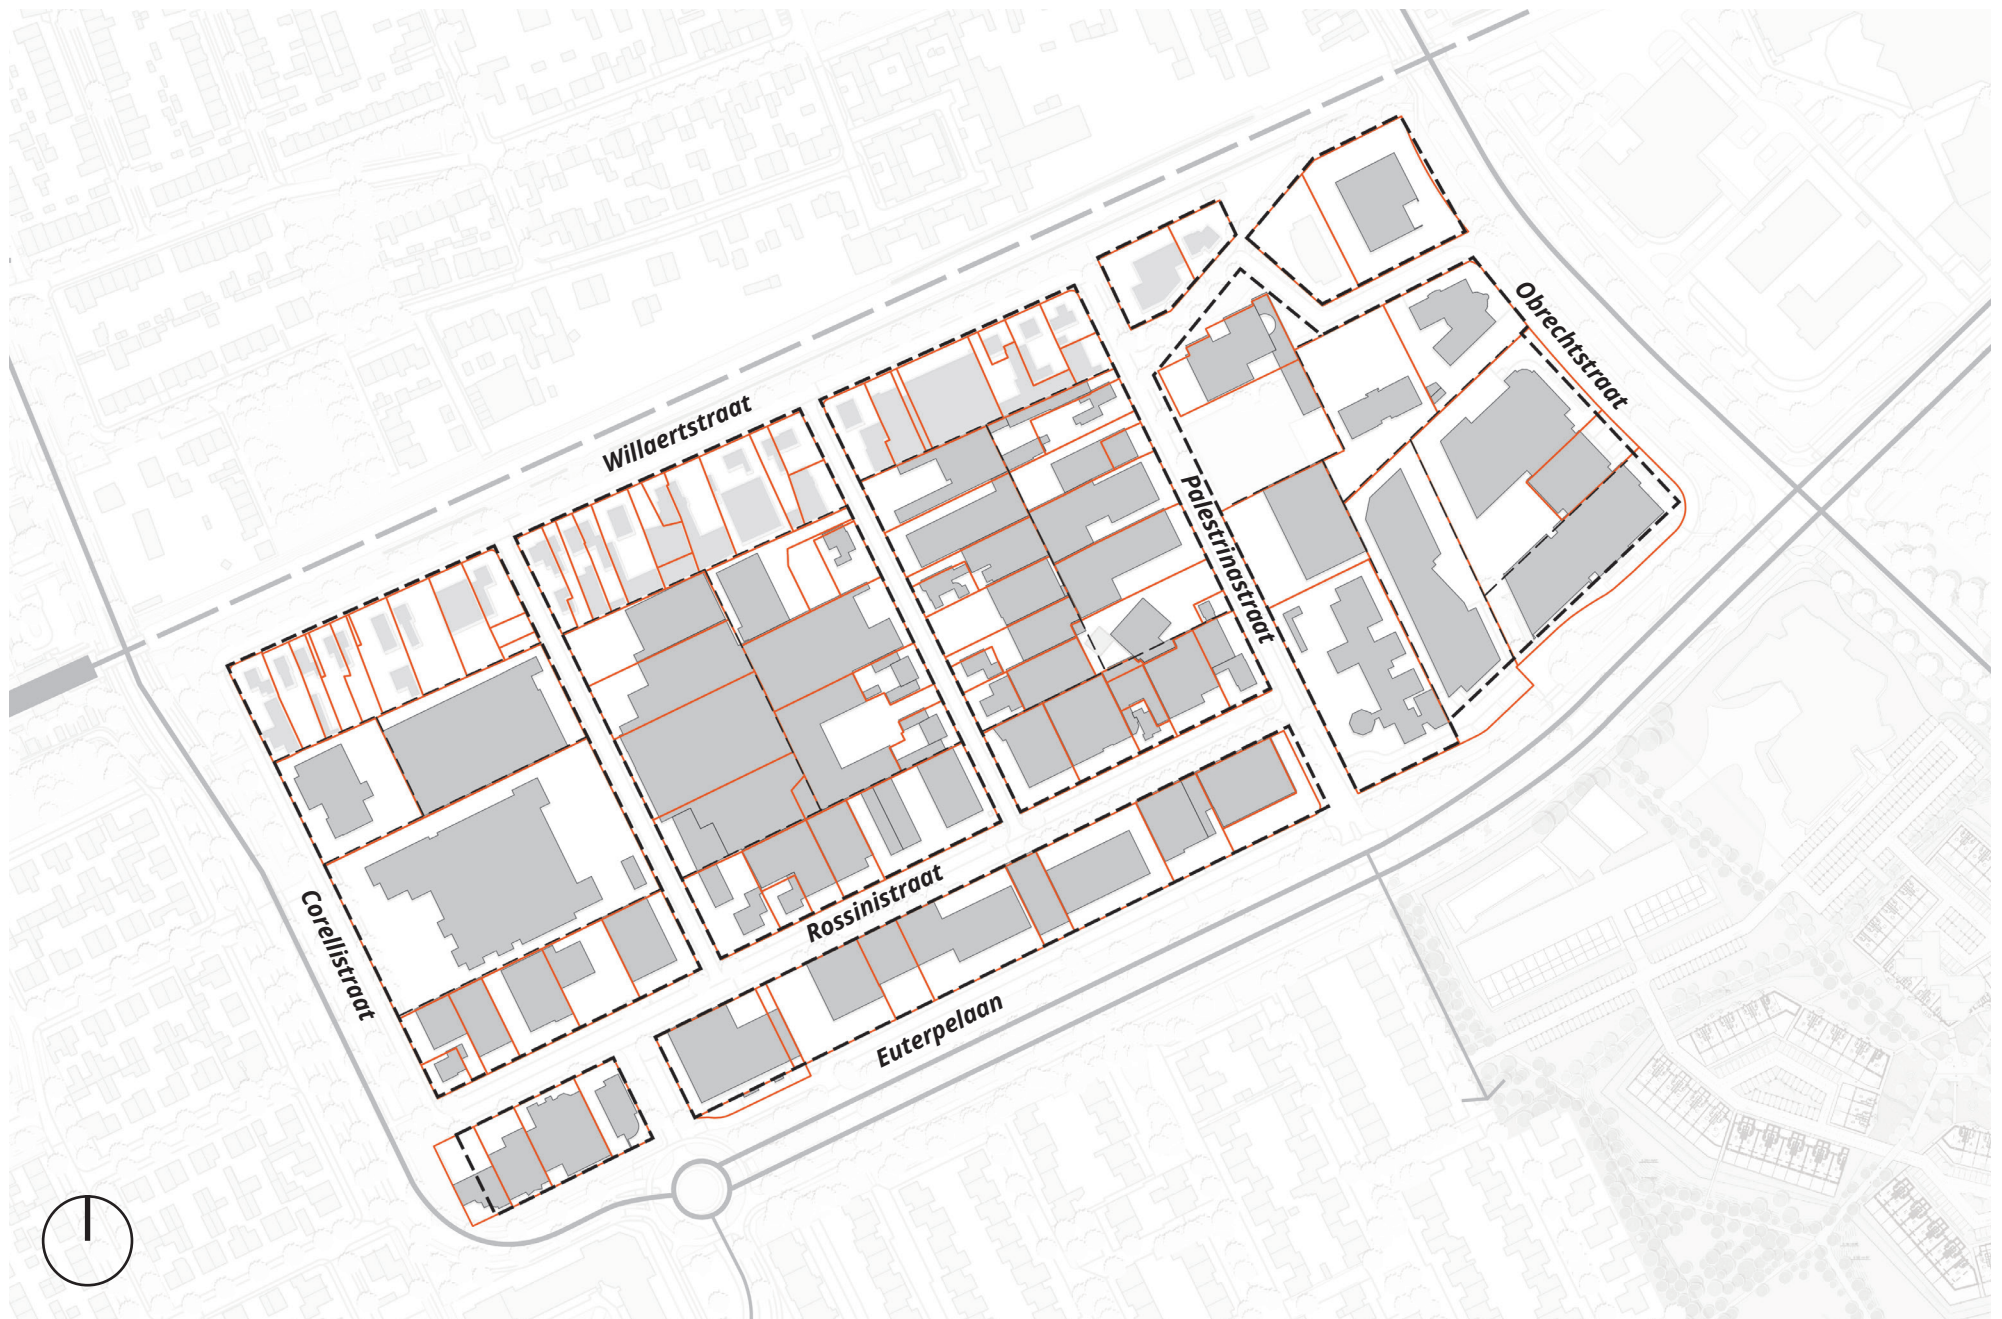 Obrechtstraat
Willaertstraat
Palestrinastraat
Rossinistraat
Corellistraat
Euterpelaan